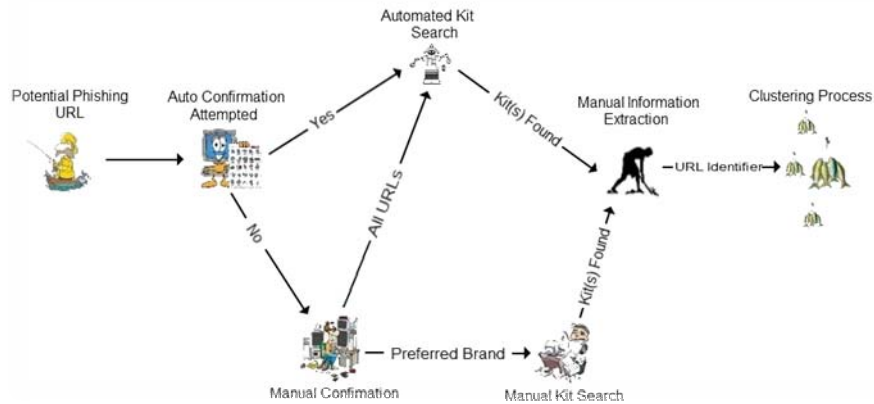 Automated Kit
Search
Potential Phishing
URL
Auto Confirmation
Attempted
Yes
Kit(s) Found
Manual Information
Extraction
Clustering Process
URL Identifier
No
All URLs
Kit(s) Found
Preferred Brand
Manual Confimation
Manual Kit Search